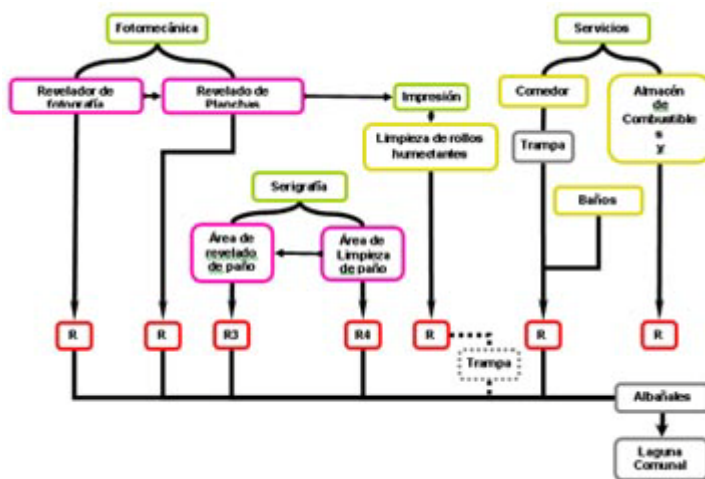 Fotomecánica
Servicios
Revelador de
fotografía
Revelado de
Planchas
Impresión
Comedor
Almacén
de
Combustible
s
y
Limpieza de rollos
humectantes
Trampa
Serigrafía
Baños
Área de
revelado
de paño
Área de
Limpieza
de paño
R
R
R3
R4
R
R
R
Trampa
Albañales
Laguna
Comunal